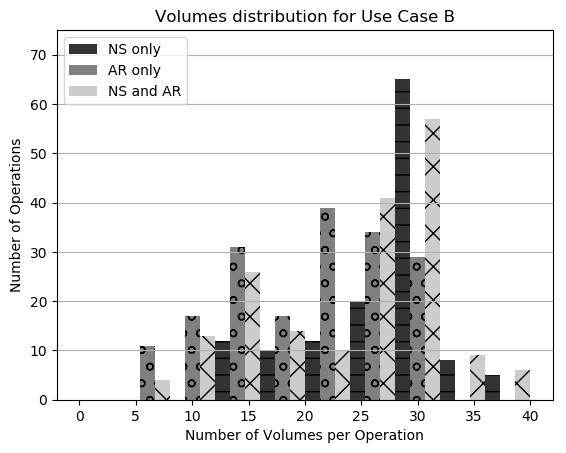 Volumes distribution for Use Case B
NS only
AR only
NS and AR
Number of Operations
70
60
50
40
30
20
10
0
0 5 10 15 20 25 30 35 40
Number of Volumes per Operation